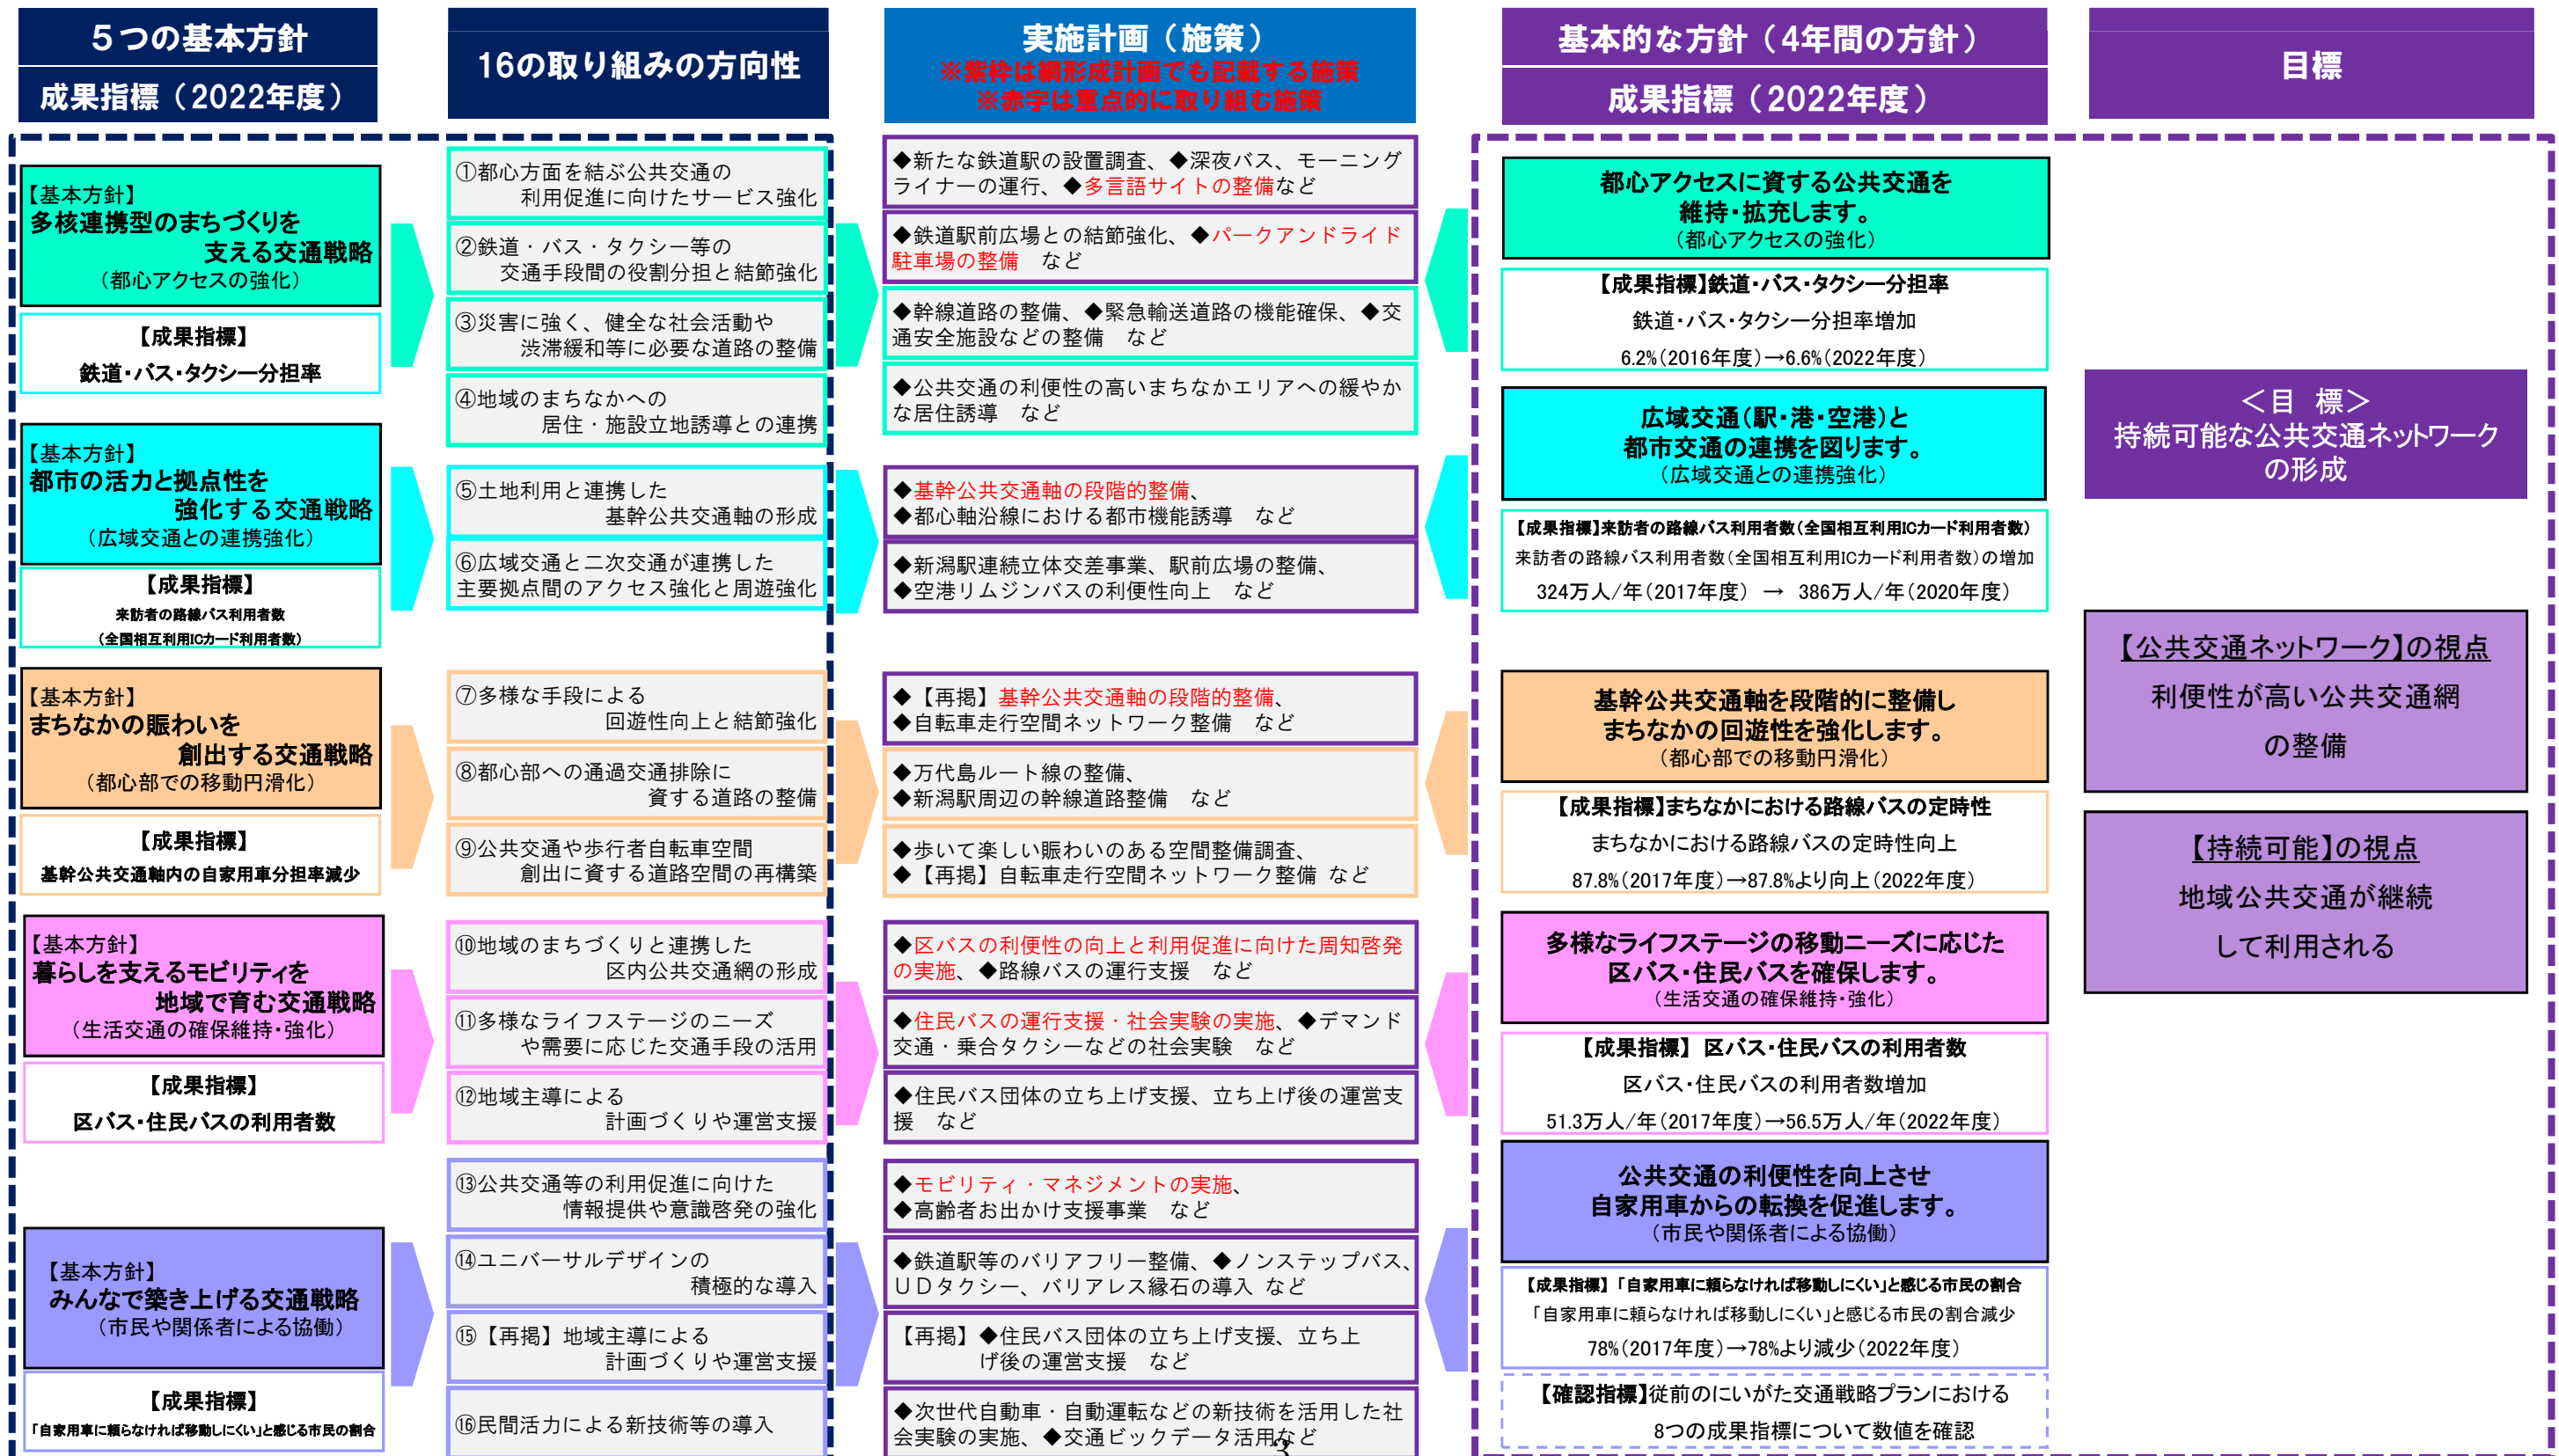 ５つの基本方針
成果指標（2022年度）
16の取り組みの方向性
実施計画（施策）
※紫枠は網形成計画でも記載する施策
※赤字は重点的に取り組む施策
基本的な方針（4年間の方針）
成果指標（2022年度）
目標
【基本方針】
多核連携型のまちづくりを
支える交通戦略
（都心アクセスの強化）
【成果指標】
鉄道・バス・タクシー分担率
【基本方針】
都市の活力と拠点性を
強化する交通戦略
（広域交通との連携強化）
【成果指標】
来訪者の路線バス利用者数
（全国相互利用ICカード利用者数）
【基本方針】
まちなかの賑わいを
創出する交通戦略
（都心部での移動円滑化）
【成果指標】
基幹公共交通軸内の自家用車分担率減少
【基本方針】
暮らしを支えるモビリティを
地域で育む交通戦略
（生活交通の確保維持・強化）
【成果指標】
区バス・住民バスの利用者数
【基本方針】
みんなで築き上げる交通戦略
（市民や関係者による協働）
【成果指標】
「自家用車に頼らなければ移動しにくい」と感じる市民の割合
①都心方面を結ぶ公共交通の
利用促進に向けたサービス強化
②鉄道・バス・タクシー等の
交通手段間の役割分担と結節強化
③災害に強く、健全な社会活動や
渋滞緩和等に必要な道路の整備
④地域のまちなかへの
居住・施設立地誘導との連携
⑤土地利用と連携した
基幹公共交通軸の形成
⑥広域交通と二次交通が連携した
主要拠点間のアクセス強化と周遊強化
⑦多様な手段による
回遊性向上と結節強化
⑧都心部への通過交通排除に
資する道路の整備
⑨公共交通や歩行者自転車空間
創出に資する道路空間の再構築
⑩地域のまちづくりと連携した
区内公共交通網の形成
⑪多様なライフステージのニーズ
や需要に応じた交通手段の活用
⑫地域主導による
計画づくりや運営支援
⑬公共交通等の利用促進に向けた
情報提供や意識啓発の強化
⑭ユニバーサルデザインの
積極的な導入
⑮【再掲】地域主導による
計画づくりや運営支援
⑯民間活力による新技術等の導入
◆新たな鉄道駅の設置調査、◆深夜バス、モーニング
ライナーの運行、◆多言語サイトの整備など
◆鉄道駅前広場との結節強化、◆パークアンドライド
駐車場の整備　など
◆幹線道路の整備、◆緊急輸送道路の機能確保、◆交
通安全施設などの整備　など
◆公共交通の利便性の高いまちなかエリアへの緩やか
な居住誘導　など
◆基幹公共交通軸の段階的整備、
◆都心軸沿線における都市機能誘導　など
◆新潟駅連続立体交差事業、駅前広場の整備、
◆空港リムジンバスの利便性向上　など
◆【再掲】基幹公共交通軸の段階的整備、
◆自転車走行空間ネットワーク整備　など
◆万代島ルート線の整備、
◆新潟駅周辺の幹線道路整備　など
◆歩いて楽しい賑わいのある空間整備調査、
◆【再掲】自転車走行空間ネットワーク整備 など
◆区バスの利便性の向上と利用促進に向けた周知啓発
の実施、◆路線バスの運行支援　など
◆住民バスの運行支援・社会実験の実施、◆デマンド
交通・乗合タクシーなどの社会実験　など
◆住民バス団体の立ち上げ支援、立ち上げ後の運営支
援　など
◆モビリティ・マネジメントの実施、
◆高齢者お出かけ支援事業　など
◆鉄道駅等のバリアフリー整備、◆ノンステップバス、
ＵＤタクシー、バリアレス縁石の導入 など
【再掲】◆住民バス団体の立ち上げ支援、立ち上
げ後の運営支援　など
◆次世代自動車・自動運転などの新技術を活用した社
会実験の実施、◆交通ビックデータ活用など
3
都心アクセスに資する公共交通を
維持・拡充します。
（都心アクセスの強化）
【成果指標】鉄道・バス・タクシー分担率
鉄道・バス・タクシー分担率増加
6.2%（2016年度）→6.6%（2022年度）
広域交通（駅・港・空港）と
都市交通の連携を図ります。
（広域交通との連携強化）
【成果指標】来訪者の路線バス利用者数（全国相互利用ICカード利用者数）
来訪者の路線バス利用者数（全国相互利用ICカード利用者数）の増加
324万人/年（2017年度）　→　386万人/年（2020年度）
基幹公共交通軸を段階的に整備し
まちなかの回遊性を強化します。
（都心部での移動円滑化）
【成果指標】まちなかにおける路線バスの定時性
まちなかにおける路線バスの定時性向上
87.8%（2017年度）→87.8%より向上（2022年度）
多様なライフステージの移動ニーズに応じた
区バス・住民バスを確保します。
（生活交通の確保維持・強化）
【成果指標】 区バス・住民バスの利用者数
区バス・住民バスの利用者数増加
51.3万人/年（2017年度）→56.5万人/年（2022年度）
公共交通の利便性を向上させ
自家用車からの転換を促進します。
（市民や関係者による協働）
【成果指標】 「自家用車に頼らなければ移動しにくい」と感じる市民の割合
「自家用車に頼らなければ移動しにくい」と感じる市民の割合減少
78%（2017年度）→78%より減少（2022年度）
【確認指標】従前のにいがた交通戦略プランにおける
8つの成果指標について数値を確認
＜目　標＞
持続可能な公共交通ネットワーク
の形成
【公共交通ネットワーク】の視点
利便性が高い公共交通網
の整備
【持続可能】の視点
地域公共交通が継続
して利用される